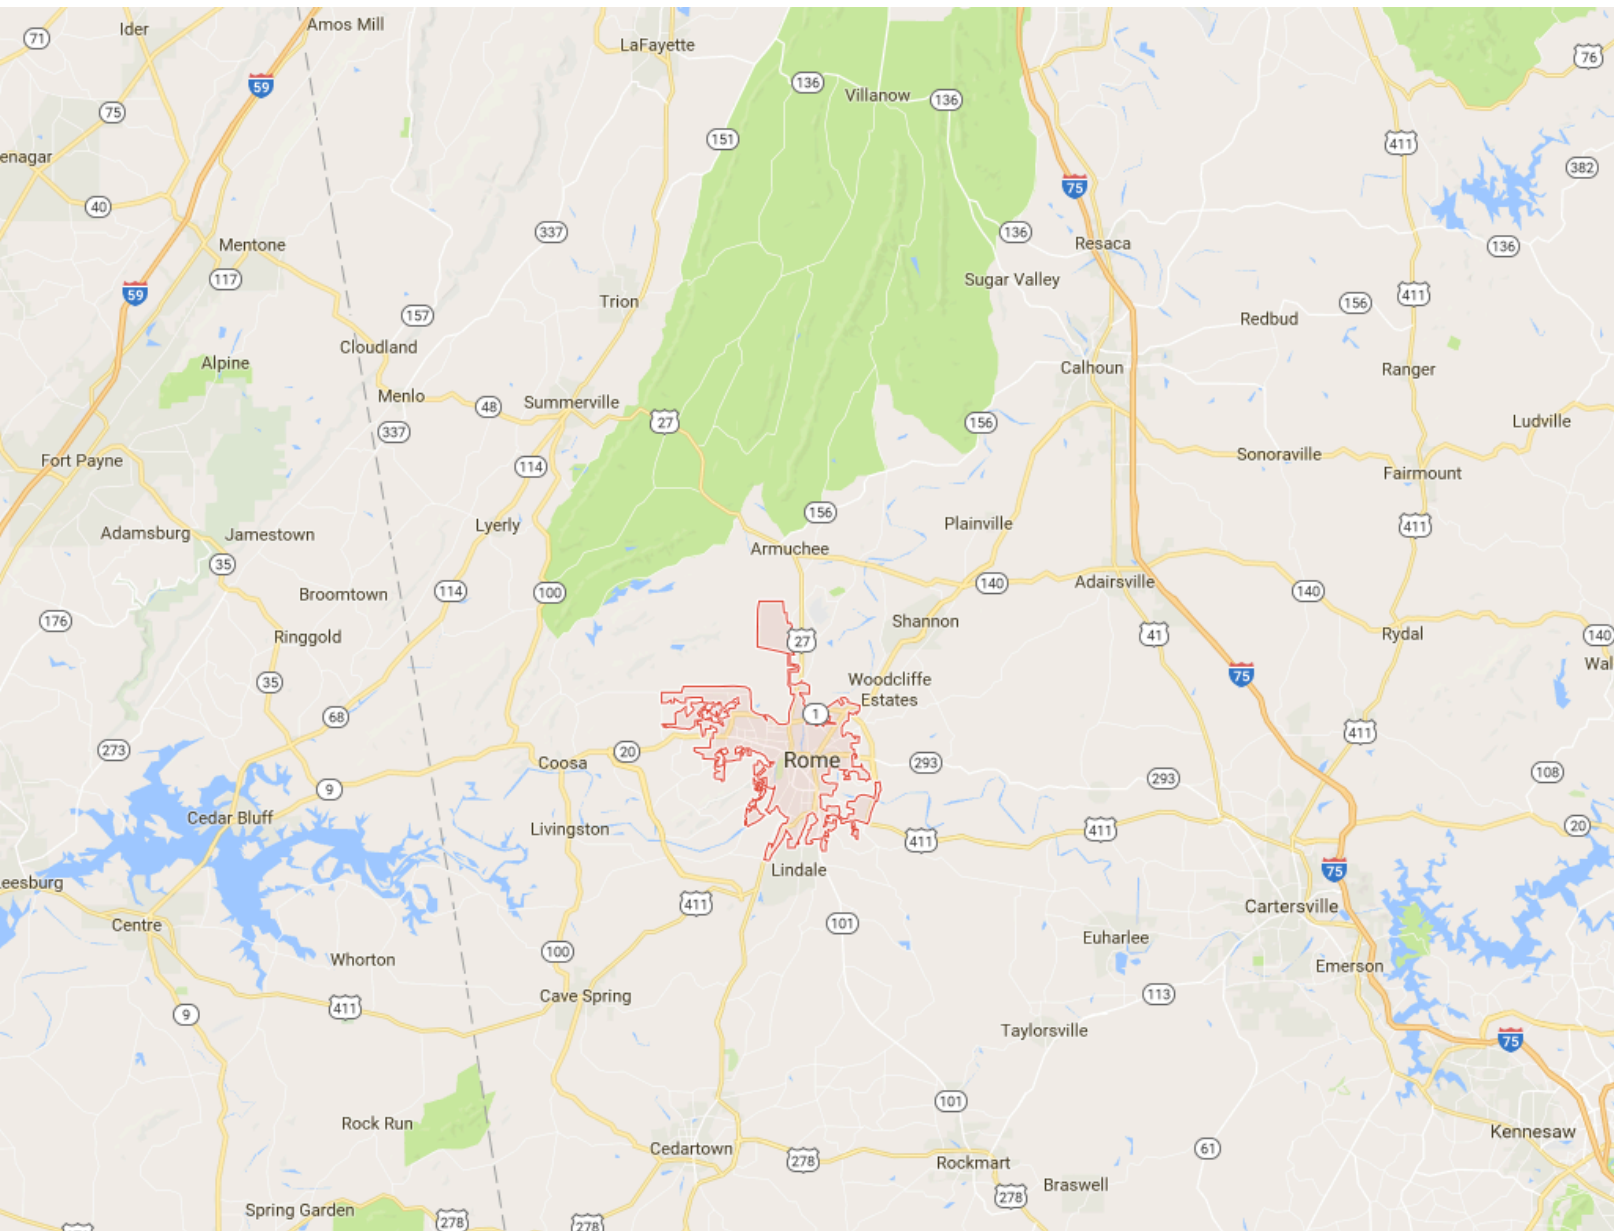 Amos Mill
Ider
71
LaFayette
76
59
136
Villanow
136
75
151
411
enagar
382
75
40
337
136
Mentone
Resaca
136
117
Sugar Valley
59
Trion
411
156
157
Redbud
Cloudland
Alpine
Calhoun
Ranger
Menlo
48
Summerville
27
156
Ludville
337
Fort Payne
114
Sonoraville
Fairmount
156
Lyerly
Plainville
411
Adamsburg
Jamestown
Armuchee
35
140
Adairsville
Broomtown
114
100
140
176
Shannon
Ringgold
27
41
Rydal
140
Wal
35
Woodcliffe
Estates
75
68
1
411
273
20
Coosa
Rome
293
293
108
9
Cedar Bluff
Livingston
411
411
20
Lindale
75
eesburg
411
Cartersville
Centre
101
Euharlee
100
Whorton
Emerson
Cave Spring
113
411
9
Taylorsville
75
101
Rock Run
Kennesaw
Cedartown
278
61
Rockmart
Braswell
278
Spring Garden
278
278